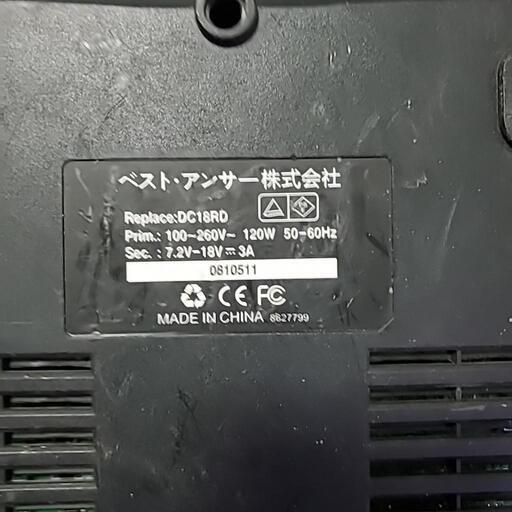 ベスト・アンサー株式会社
Replace:DC18RD
Prim.: 100~260V~ 120W 50-60Hz
Sec. : 7.2V-18V⎓3A
0810511
CE FC
MADE IN CHINA 8627799